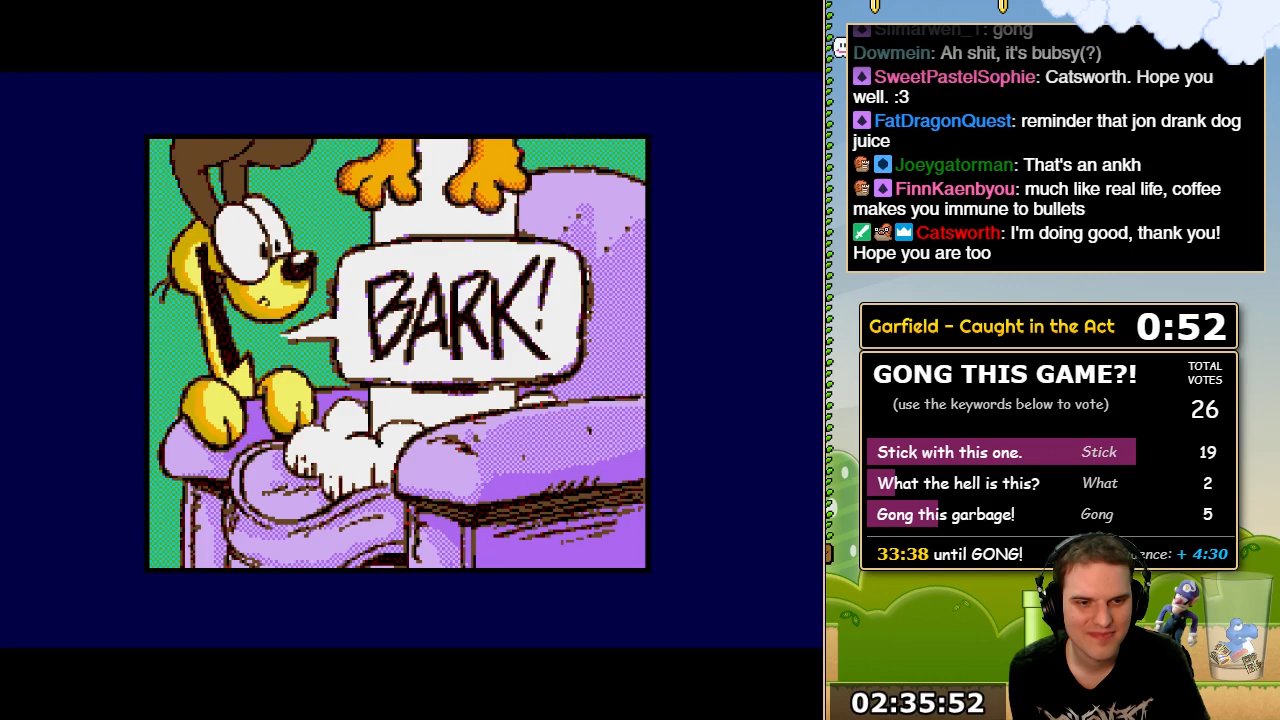 BARK!
Slimarwen_1: gong
Dowmein: Ah shit, it's bubsy(?)
SweetPastelSophie: Catsworth. Hope you
well. :3
FatDragonQuest: reminder that jon drank dog
juice
Joeygatorman: That's an ankh
FinnKaenbyou: much like real life, coffee
makes you immune to bullets
Catsworth: I'm doing good, thank you!
Hope you are too
Garfield - Caught in the Act 0:52
GONG THIS GAME?! TOTAL
VOTES
(use the keywords below to vote) 26
Stick with this one. Stick 19
What the hell is this? What 2
Gong this garbage! Gong 5
33:38 until GONG! ence: + 4:30
02:35:52